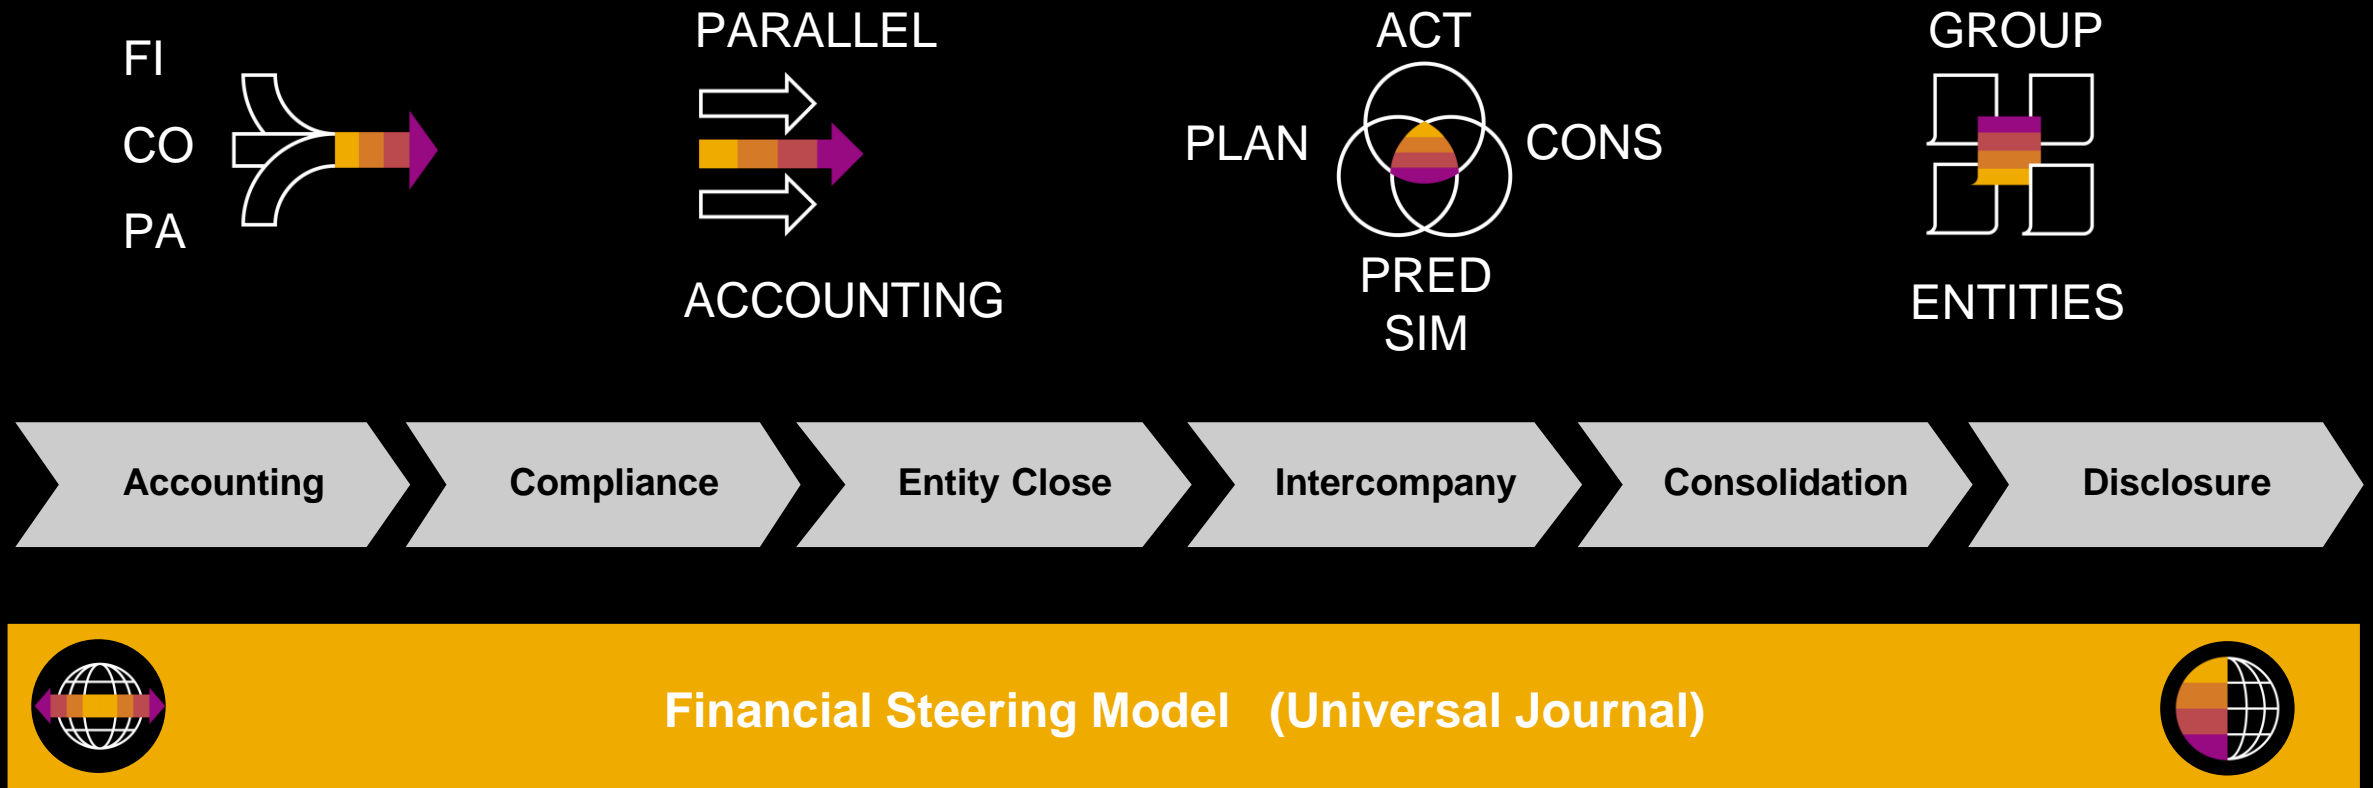 FI
CO
PA
PARALLEL
ACCOUNTING
ACT
PLAN
CONS
PRED
SIM
GROUP
ENTITIES
Accounting
Compliance
Entity Close
Intercompany
Consolidation
Disclosure
Financial Steering Model (Universal Journal)